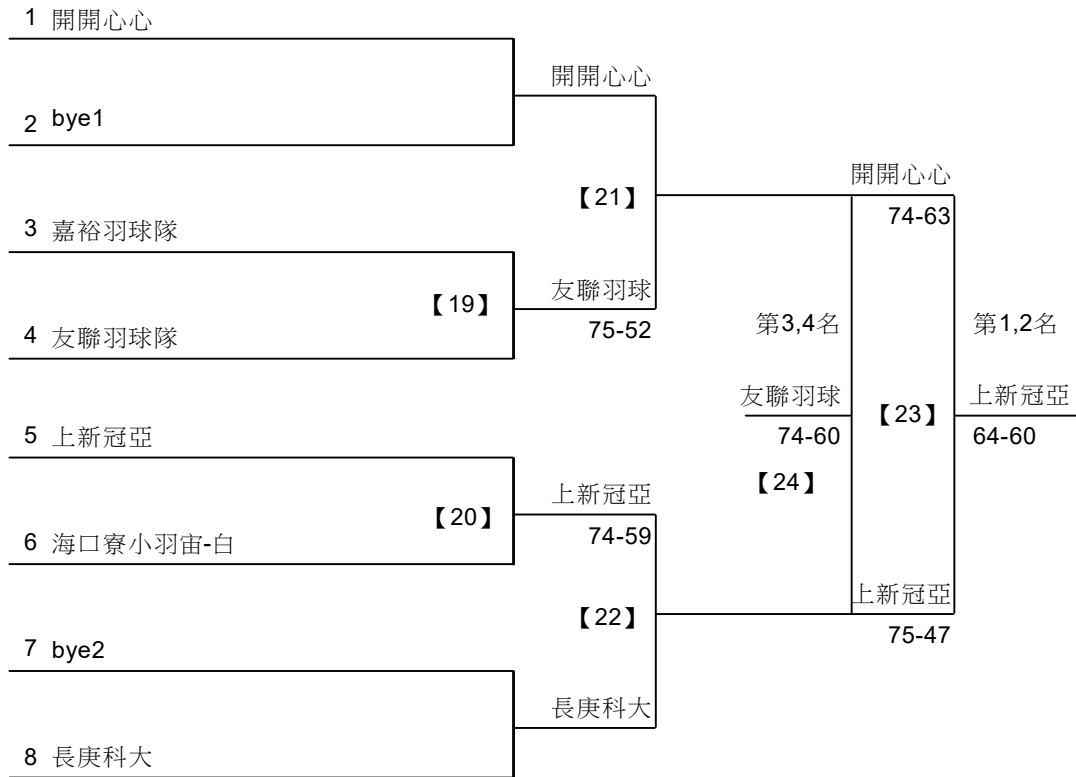 1 開開心心
開開心心
2 bye1
開開心心
【21】
74-63
3 嘉裕羽球隊
【19】
友聯羽球
75-52
第3,4名
第1,2名
4 友聯羽球隊
友聯羽球
【23】
上新冠亞
74-60
64-60
5 上新冠亞
【24】
上新冠亞
【20】
74-59
6 海口寮小羽宙-白
上新冠亞
【22】
75-47
7 bye2
長庚科大
8 長庚科大